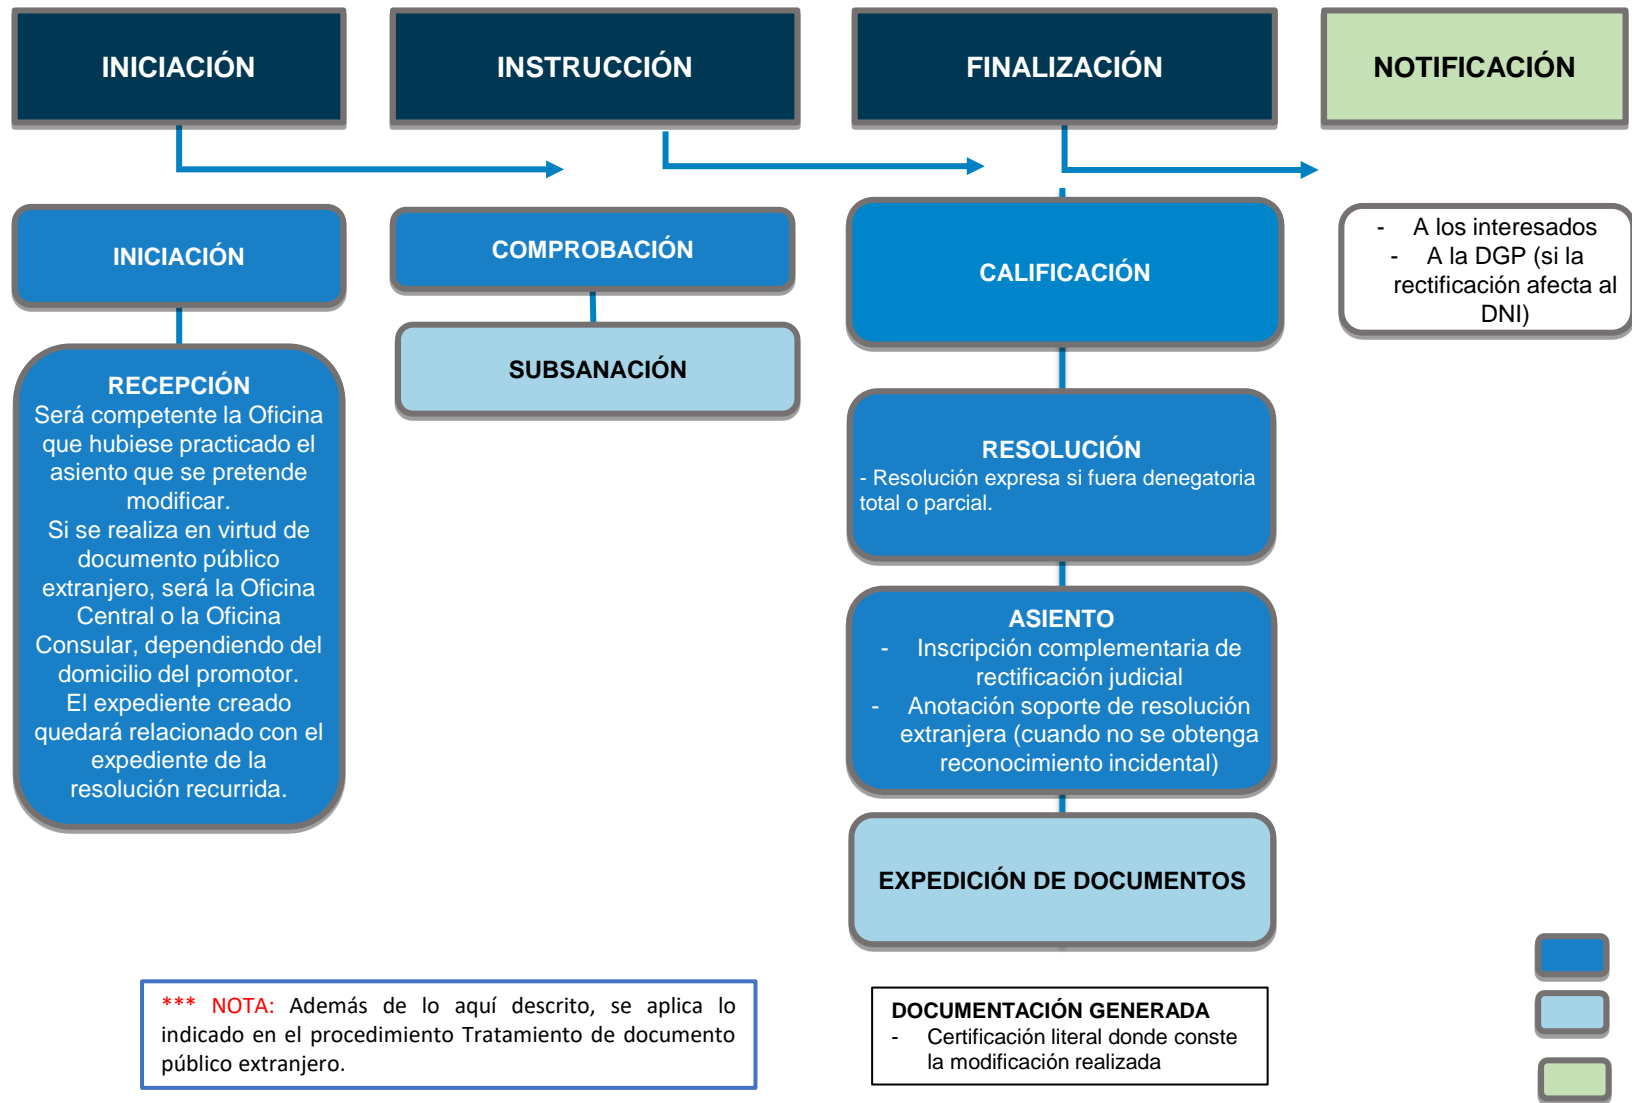 INICIACIÓN
INSTRUCCIÓN
FINALIZACIÓN
NOTIFICACIÓN
INICIACIÓN
RECEPCIÓN
Será competente la Oficina
que hubiese practicado el
asiento que se pretende
modificar.
Si se realiza en virtud de
documento público
extranjero, será la Oficina
Central o la Oficina
Consular, dependiendo del
domicilio del promotor.
El expediente creado
quedará relacionado con el
expediente de la
resolución recurrida.
COMPROBACIÓN
SUBSANACIÓN
CALIFICACIÓN
RESOLUCIÓN
- Resolución expresa si fuera denegatoria
total o parcial.
ASIENTO
- Inscripción complementaria de
rectificación judicial
- Anotación soporte de resolución
extranjera (cuando no se obtenga
reconocimiento incidental)
EXPEDICIÓN DE DOCUMENTOS
- A los interesados
- A la DGP (si la
rectificación afecta al
DNI)
*** NOTA: Además de lo aquí descrito, se aplica lo
indicado en el procedimiento Tratamiento de documento
público extranjero.
DOCUMENTACIÓN GENERADA
- Certificación literal donde conste
la modificación realizada